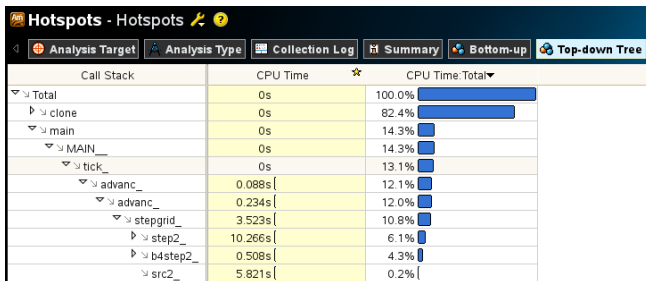 Am Hotspots - Hotspots ?
Analysis Target Analysis Type Collection Log Summary Bottom-up Top-down Tree
Call Stack CPU Time CPU Time:Total
Total 0s 100.0%
clone 0s 82.4%
main 0s 14.3%
MAIN__ 0s 14.3%
tick_ 0s 13.1%
advanc_ 0.088s 12.1%
advanc_ 0.234s 12.0%
stepgrid_ 3.523s 10.8%
step2_ 10.266s 6.1%
b4step2_ 0.508s 4.3%
src2_ 5.821s 0.2%